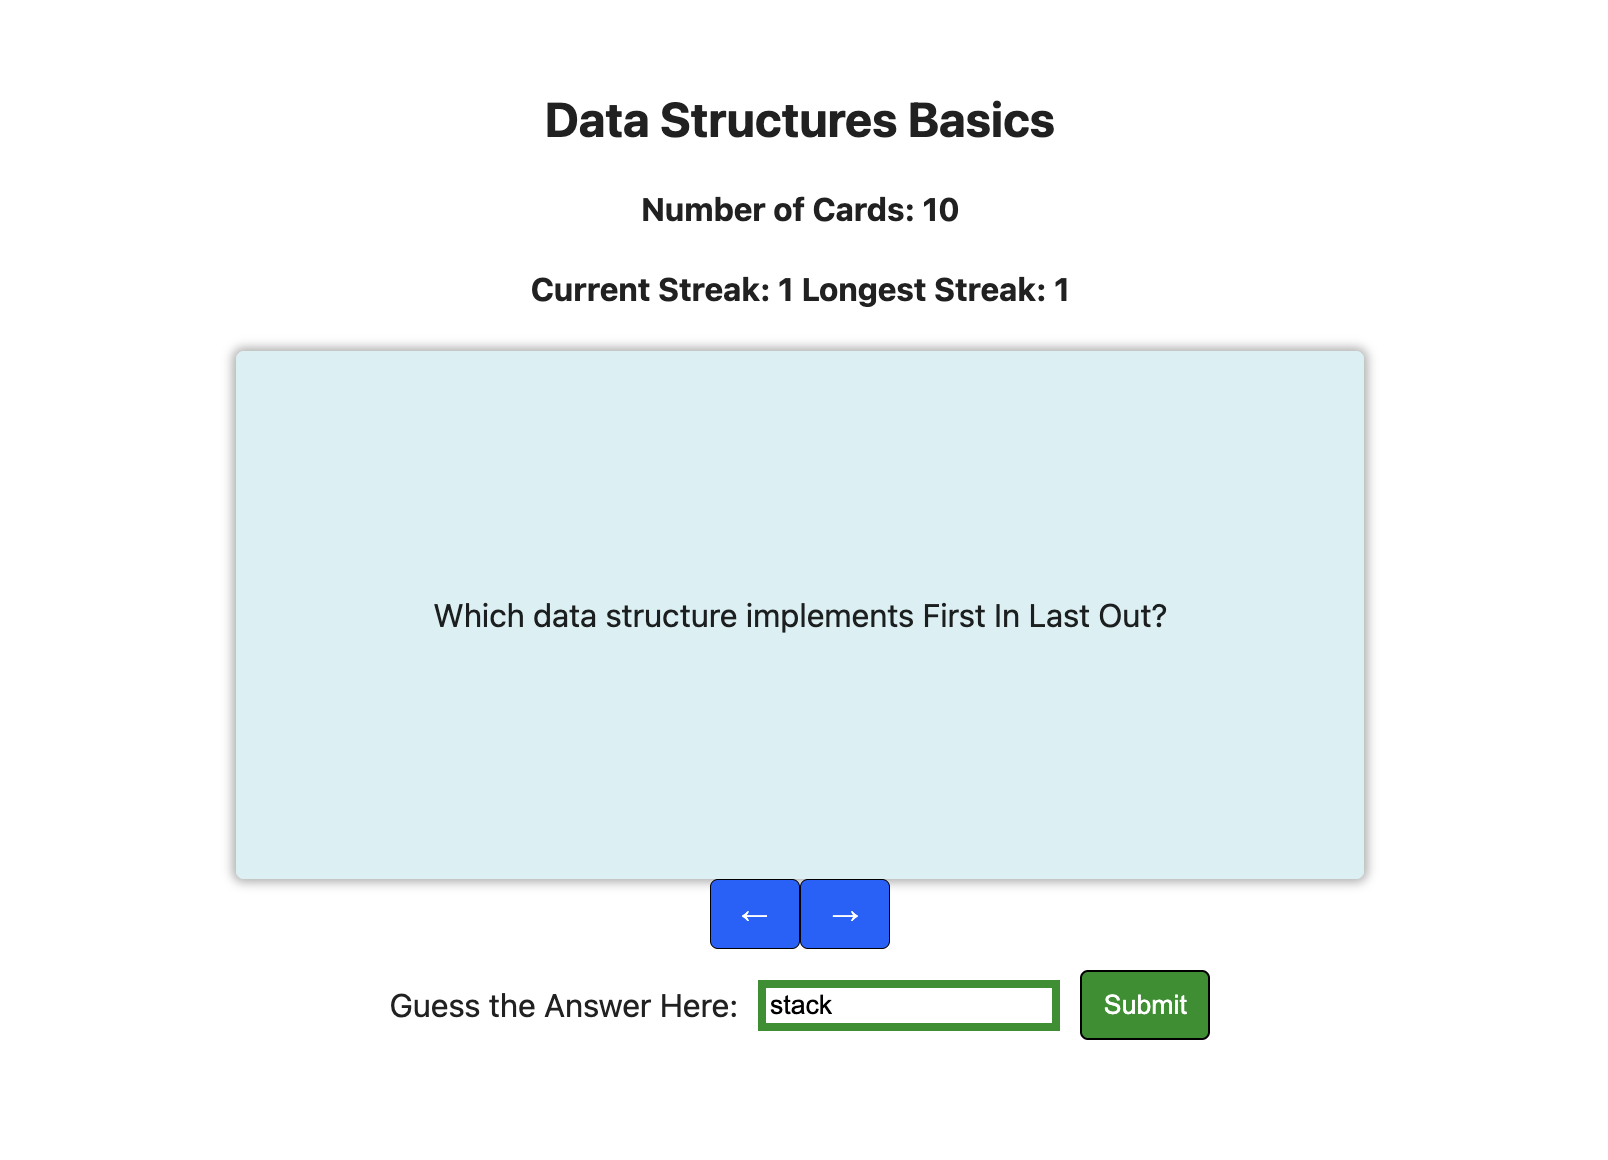 Data Structures Basics
Number of Cards: 10
Current Streak: 1 Longest Streak: 1
Which data structure implements First In Last Out?
← →
Guess the Answer Here: stack Submit